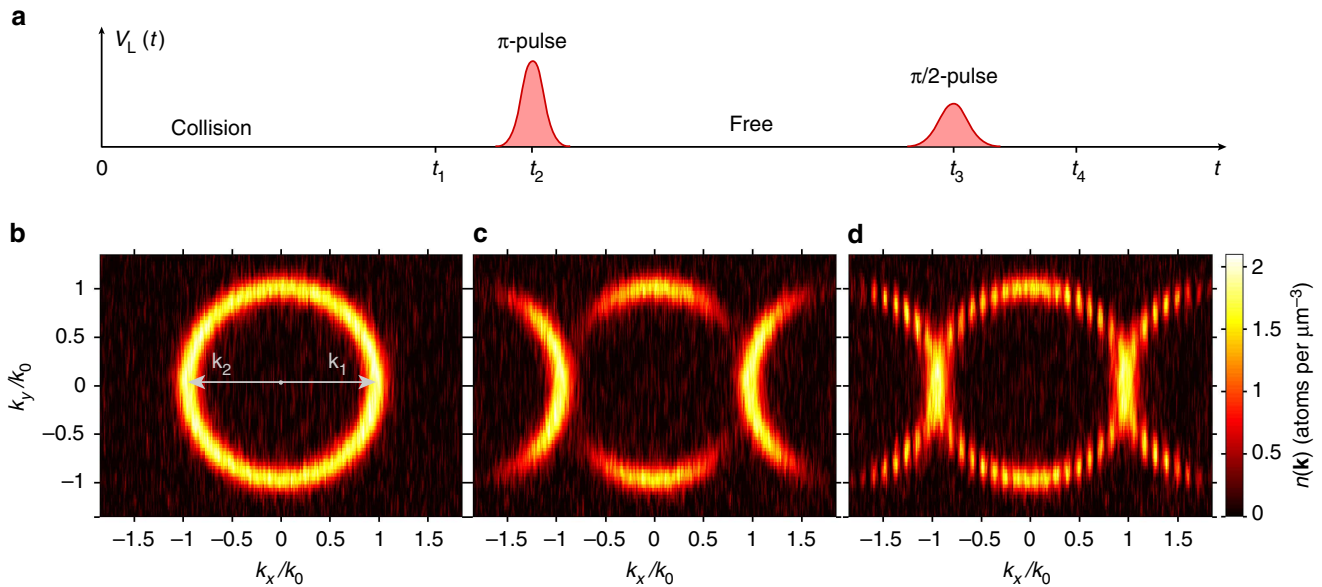 a
V_L (t)
π-pulse
π/2-pulse
Collision
Free
0
t_1
t_2
t_3
t_4
t
b
c
d
k_y/k_0
1
0.5
0
−0.5
−1
k_2
k_1
−1.5 −1 −0.5 0 0.5 1 1.5
k_x/k_0
−1.5 −1 −0.5 0 0.5 1 1.5
k_x/k_0
−1.5 −1 −0.5 0 0.5 1 1.5
k_x/k_0
2
1.5
1
0.5
0
n(k) (atoms per μm⁻³)